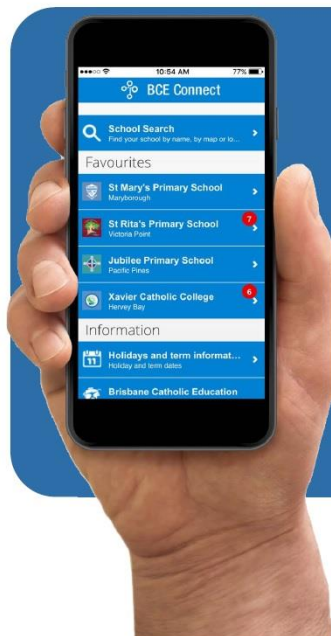 10:54 AM
77%
BCE Connect
School Search
Find your school by name, by map or lo...
Favourites
St Mary's Primary School
Maryborough
7
St Rita's Primary School
Victoria Point
Jubilee Primary School
Pacific Pines
6
Xavier Catholic College
Hervey Bay
Information
11
Holidays and term informat...
Holiday and term dates
Brisbane Catholic Education